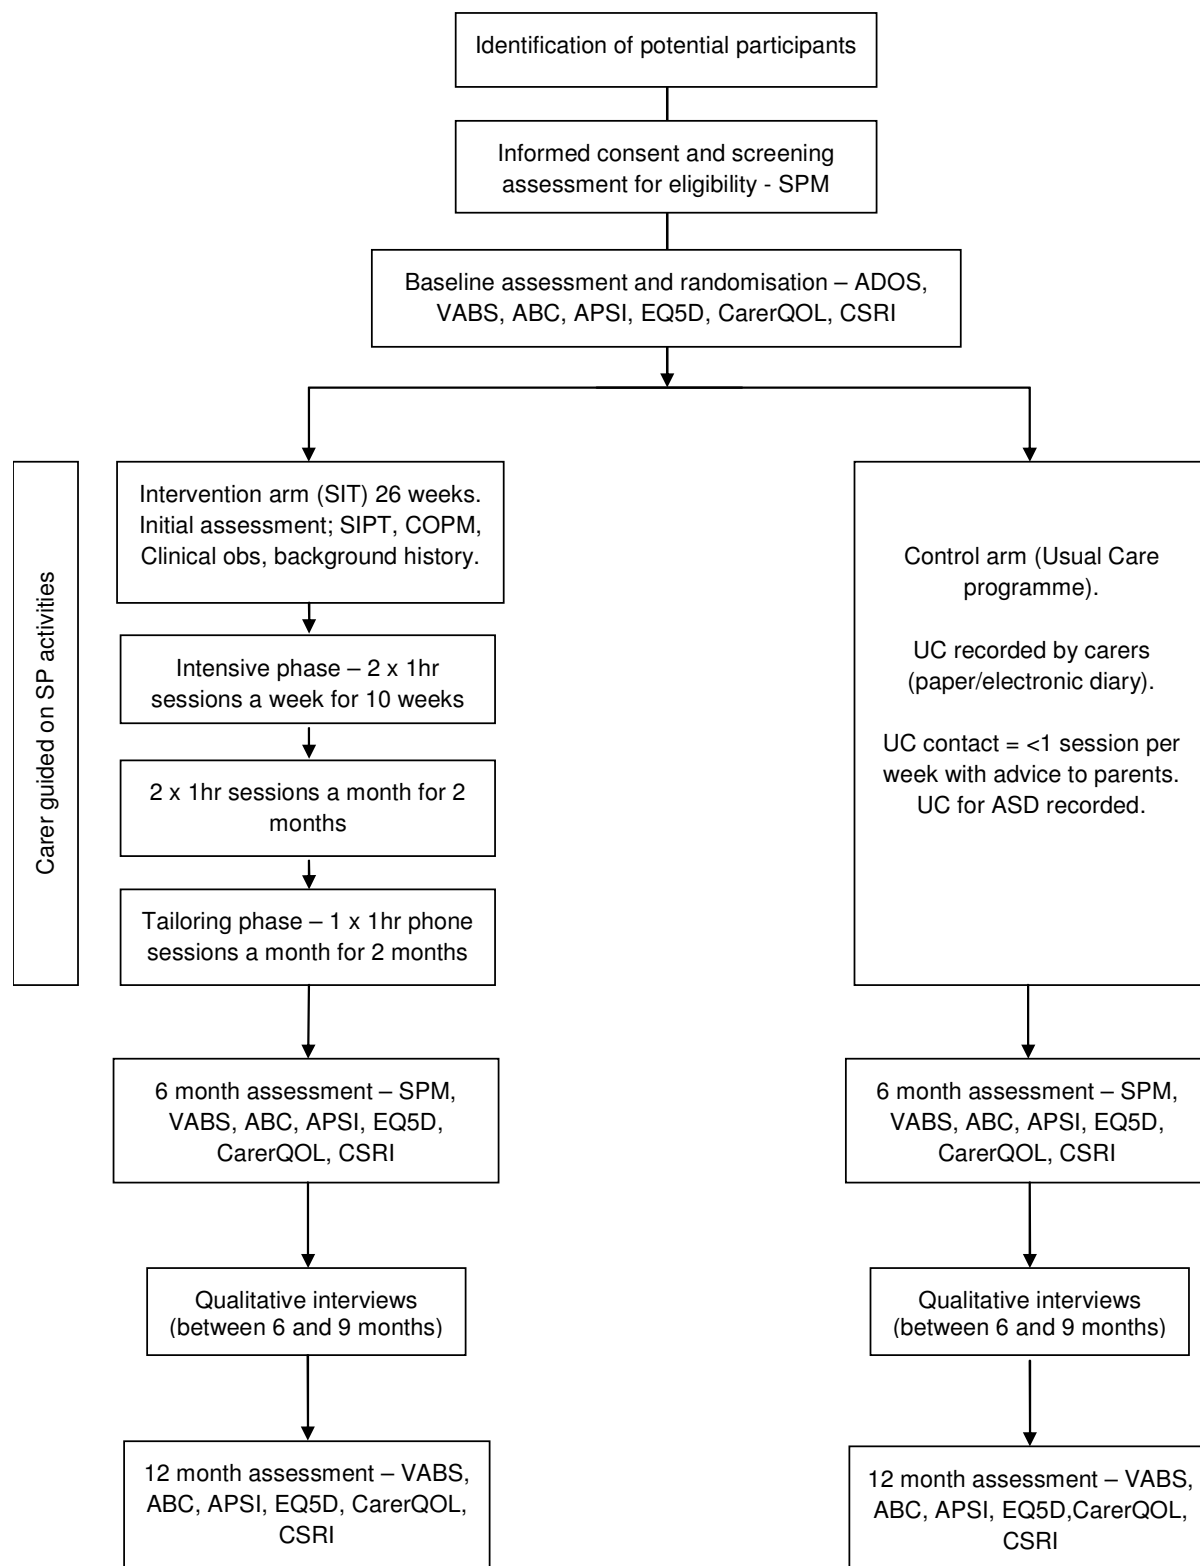 Identification of potential participants
Informed consent and screening
assessment for eligibility - SPM
Baseline assessment and randomisation – ADOS,
VABS, ABC, APSI, EQ5D, CarerQOL, CSRI
Carer guided on SP activities
Intervention arm (SIT) 26 weeks.
Initial assessment; SIPT, COPM,
Clinical obs, background history.
Intensive phase – 2 x 1hr
sessions a week for 10 weeks
2 x 1hr sessions a month for 2
months
Tailoring phase – 1 x 1hr phone
sessions a month for 2 months
Control arm (Usual Care
programme).
UC recorded by carers
(paper/electronic diary).
UC contact = <1 session per
week with advice to parents.
UC for ASD recorded.
6 month assessment – SPM,
VABS, ABC, APSI, EQ5D,
CarerQOL, CSRI
6 month assessment – SPM,
VABS, ABC, APSI, EQ5D,
CarerQOL, CSRI
Qualitative interviews
(between 6 and 9 months)
Qualitative interviews
(between 6 and 9 months)
12 month assessment – VABS,
ABC, APSI, EQ5D, CarerQOL,
CSRI
12 month assessment – VABS,
ABC, APSI, EQ5D,CarerQOL,
CSRI